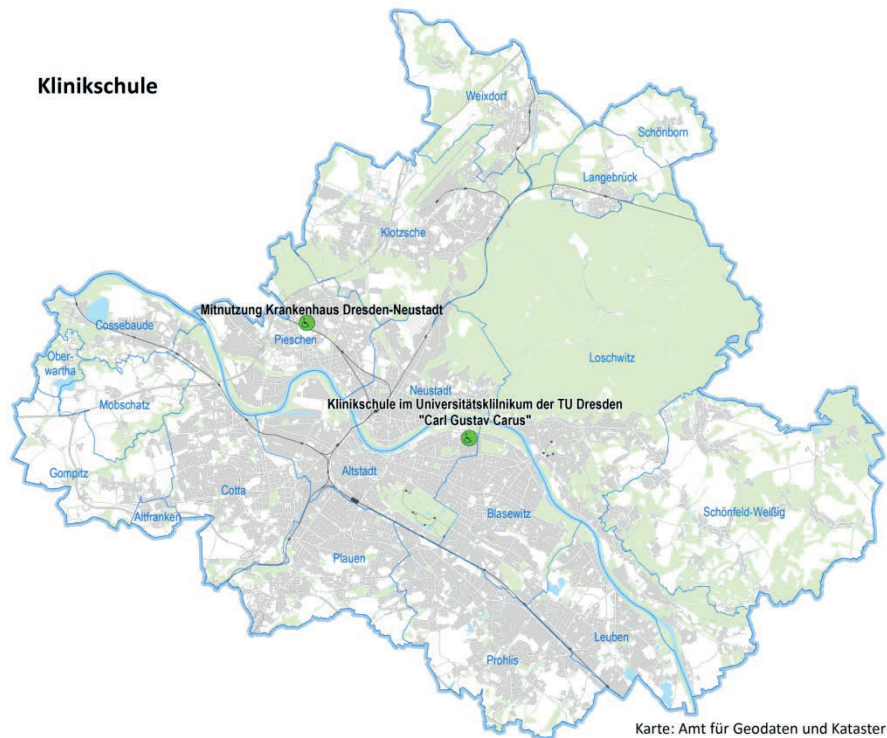 Klinikschule
Weixdorf
Schönborn
Langebrück
Klotzsche
Mitnutzung Krankenhaus Dresden-Neustadt
Cossebaude
Pieschen
Loschwitz
Ober-
wartha
Neustadt
Mobschatz
Klinikschule im Universitätsklilnikum der TU Dresden
"Carl Gustav Carus"
Gompitz
Altstadt
Cotta
Blasewitz
Schönfeld-Weißig
Altfranken
Plauen
Leuben
Prohlis
Karte: Amt für Geodaten und Kataster